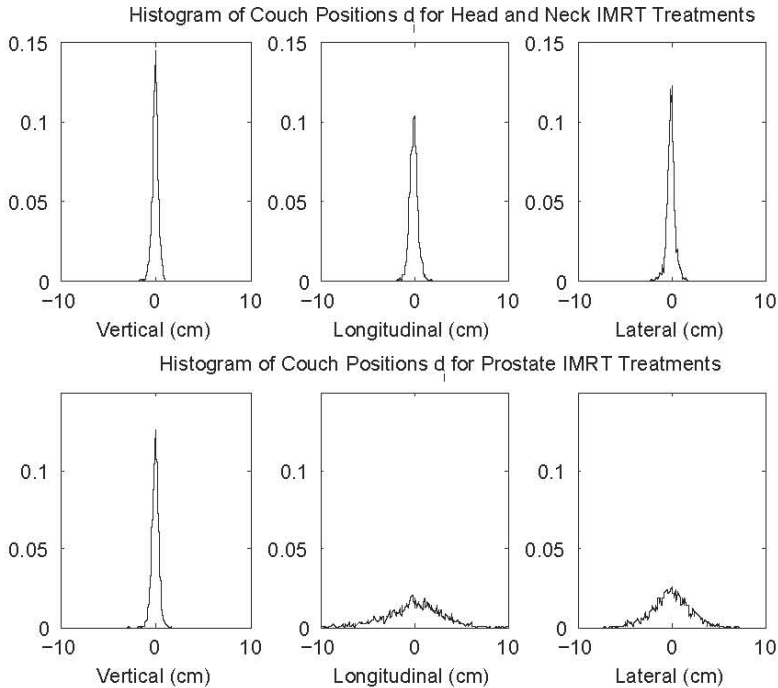 Histogram of Couch Positions d_i for Head and Neck IMRT Treatments
0.15 0.15 0.15
0.1 0.1 0.1
0.05 0.05 0.05
0 0 0
−10 0 10 −10 0 10 −10 0 10
Vertical (cm) Longitudinal (cm) Lateral (cm)
Histogram of Couch Positions d_i for Prostate IMRT Treatments
0.1 0.1 0.1
0.05 0.05 0.05
0 0 0
−10 0 10 −10 0 10 −10 0 10
Vertical (cm) Longitudinal (cm) Lateral (cm)